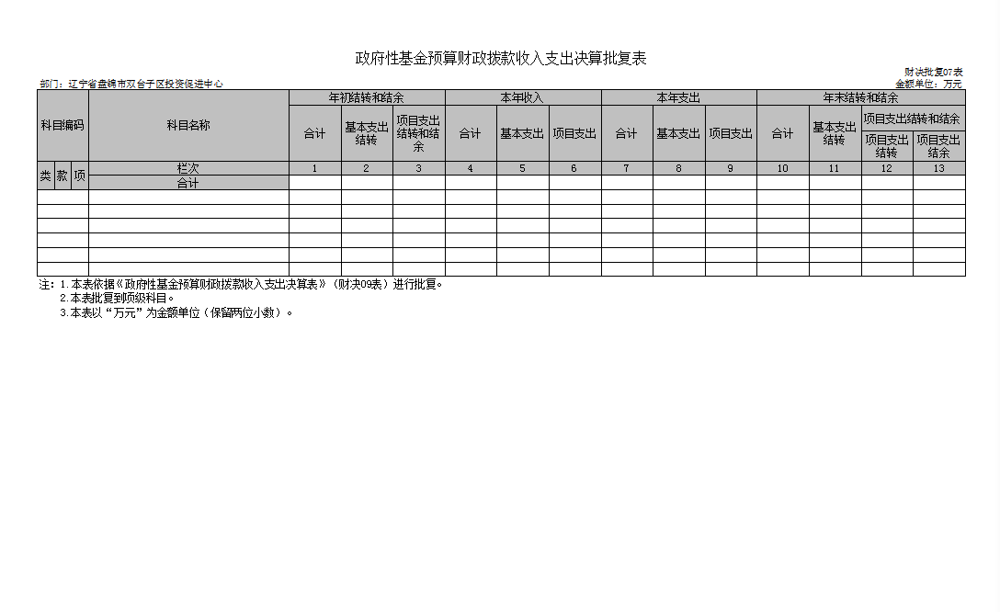 政府性基金预算财政拨款收入支出决算批复表
财决批复07表
部门：辽宁省盘锦市双台子区投资促进中心
金额单位：万元
科目编码
科目名称
年初结转和结余
本年收入
本年支出
年末结转和结余
合计
基本支出
结转
项目支出
结转和结
余
合计
基本支出
项目支出
合计
基本支出
项目支出
合计
基本支出
结转
项目支出结转和结余
项目支出
结转
项目支出
结余
类
款
项
栏次
1
2
3
4
5
6
7
8
9
10
11
12
13
合计
注：1.本表依据《政府性基金预算财政拨款收入支出决算表》（财决09表）进行批复。
2.本表批复到项级科目。
3.本表以“万元”为金额单位（保留两位小数）。